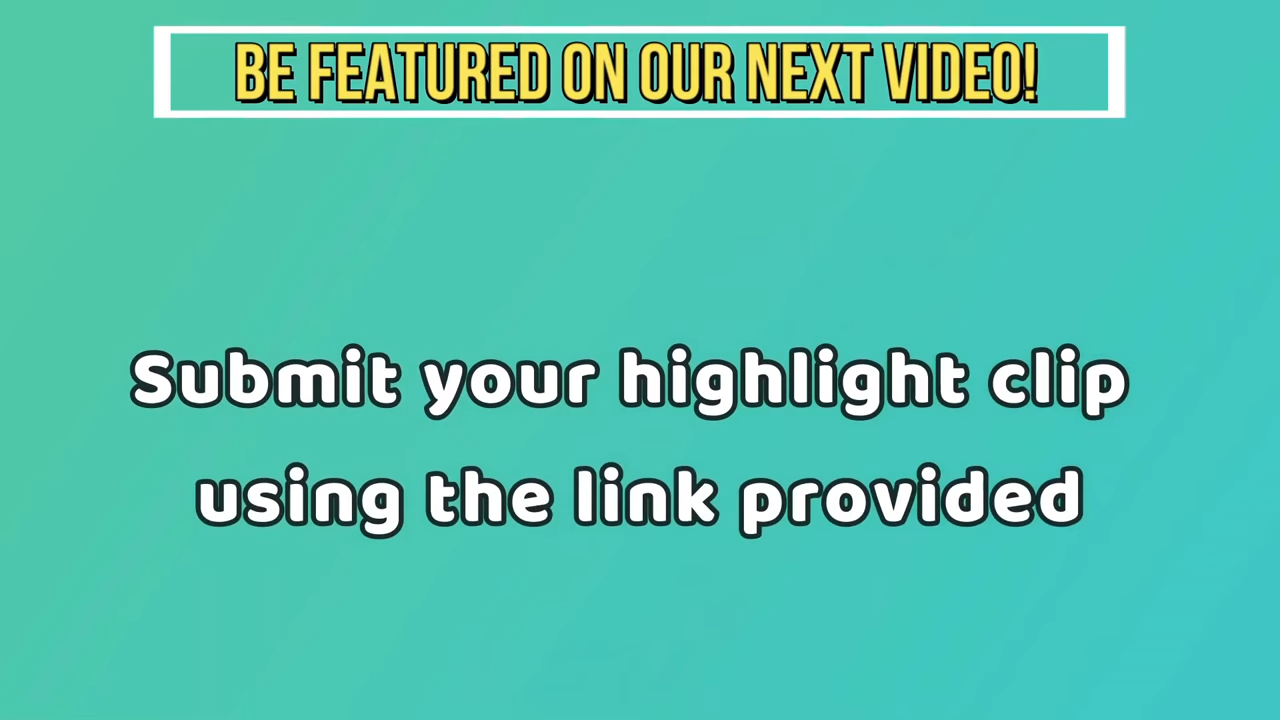 BE FEATURED ON OUR NEXT VIDEO!
Submit your highlight clip
using the link provided